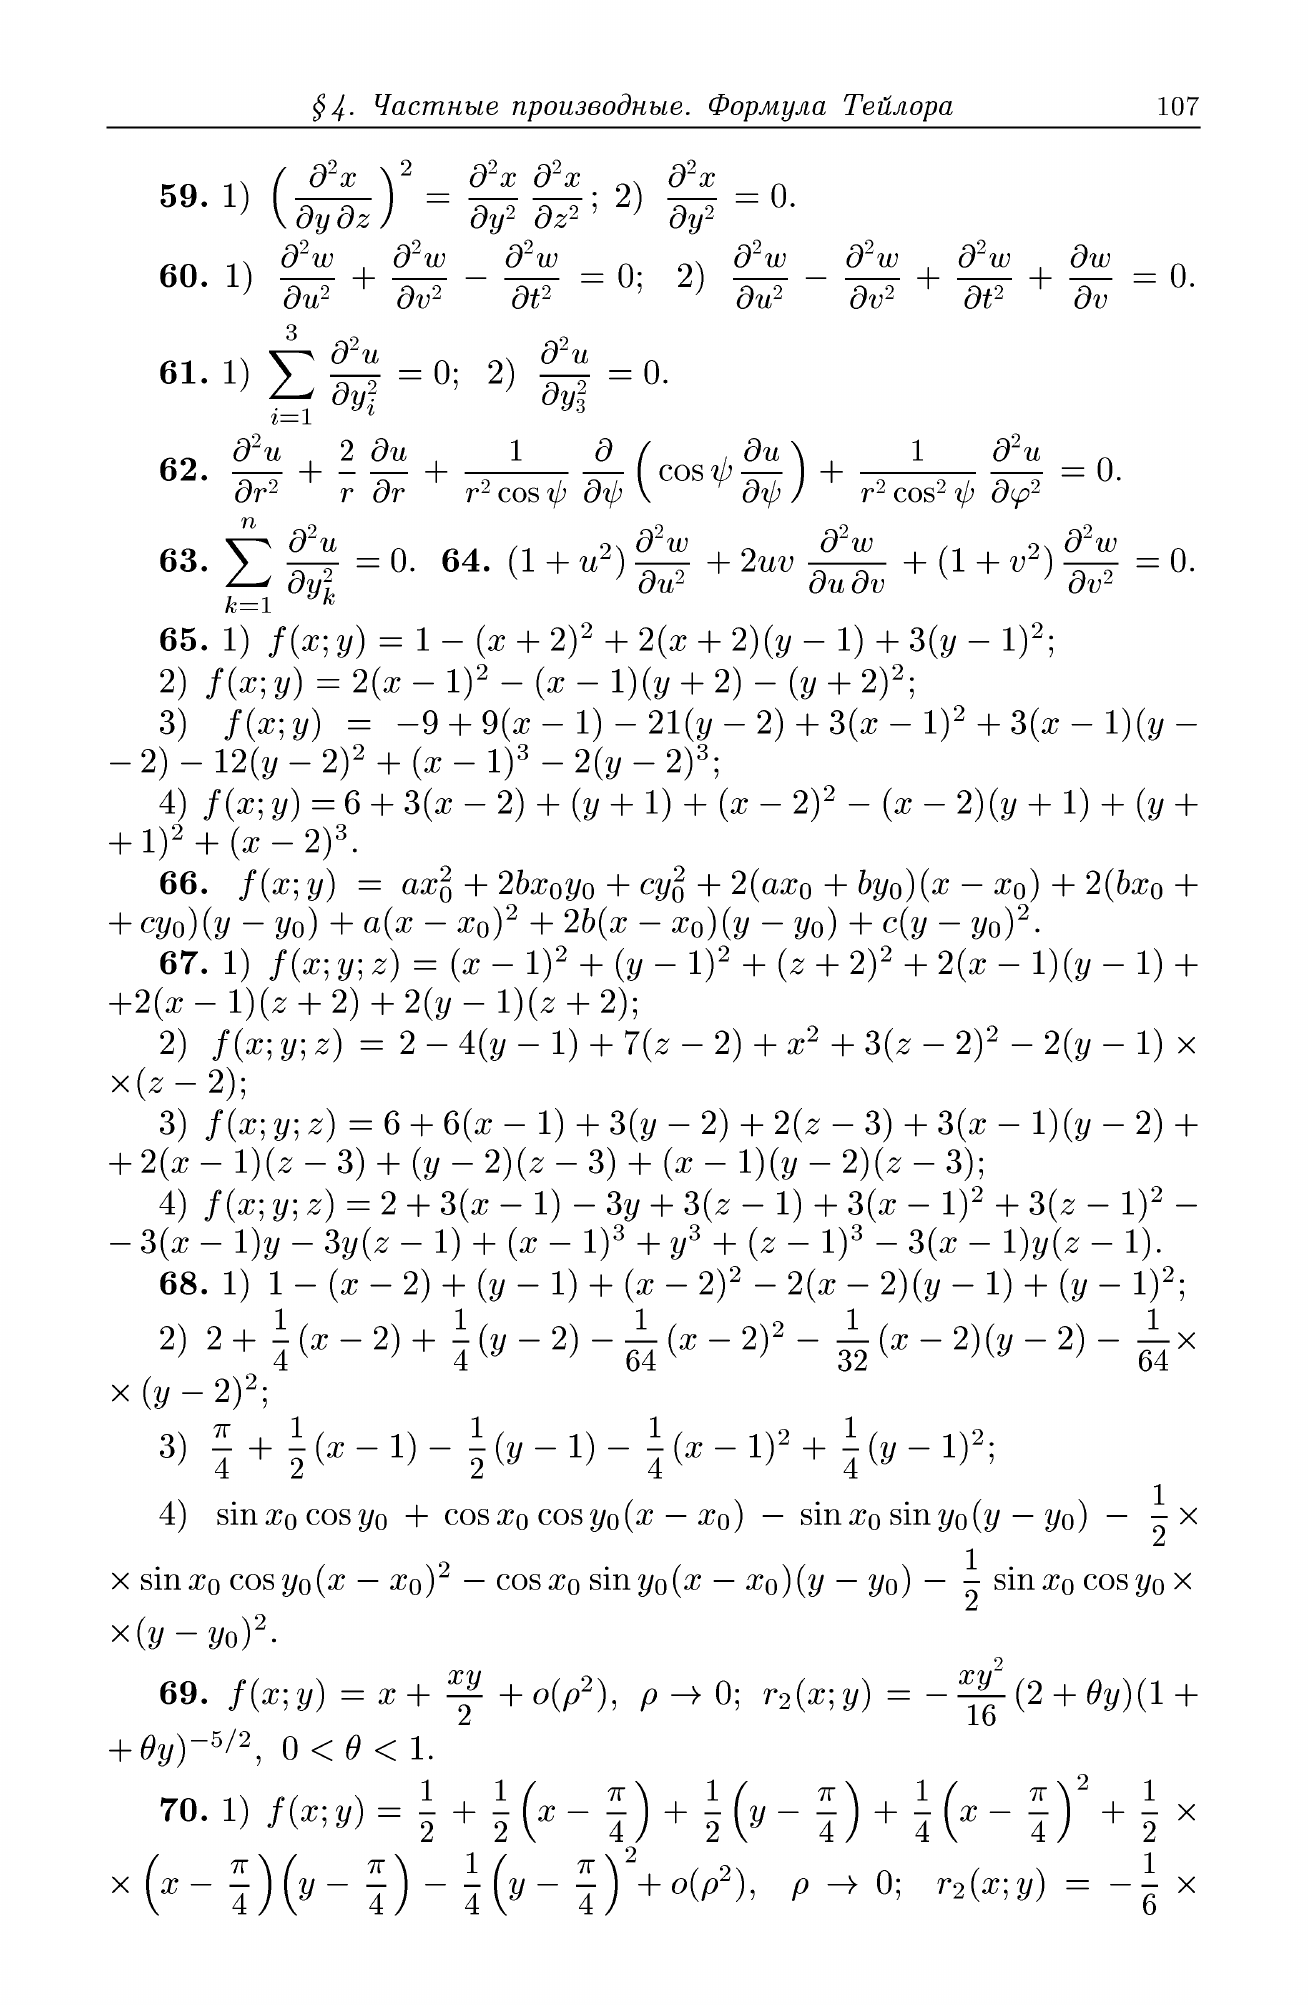 § 4. Частные производные. Формула Тейлора 107
59. 1) $\left(\frac{\partial^2 x}{\partial y\,\partial z}\right)^2 = \frac{\partial^2 x}{\partial y^2}\frac{\partial^2 x}{\partial z^2}$; 2) $\frac{\partial^2 x}{\partial y^2} = 0$.
60. 1) $\frac{\partial^2 w}{\partial u^2} + \frac{\partial^2 w}{\partial v^2} - \frac{\partial^2 w}{\partial t^2} = 0$; 2) $\frac{\partial^2 w}{\partial u^2} - \frac{\partial^2 w}{\partial v^2} + \frac{\partial^2 w}{\partial t^2} + \frac{\partial w}{\partial v} = 0$.
61. 1) $\sum_{i=1}^{3} \frac{\partial^2 u}{\partial y_i^2} = 0$; 2) $\frac{\partial^2 u}{\partial y_3^2} = 0$.
62. $\frac{\partial^2 u}{\partial r^2} + \frac{2}{r}\frac{\partial u}{\partial r} + \frac{1}{r^2\cos\psi}\frac{\partial}{\partial\psi}\left(\cos\psi\frac{\partial u}{\partial\psi}\right) + \frac{1}{r^2\cos^2\psi}\frac{\partial^2 u}{\partial\varphi^2} = 0$.
63. $\sum_{k=1}^{n} \frac{\partial^2 u}{\partial y_k^2} = 0$. 64. $(1+u^2)\frac{\partial^2 w}{\partial u^2} + 2uv\frac{\partial^2 w}{\partial u\,\partial v} + (1+v^2)\frac{\partial^2 w}{\partial v^2} = 0$.
65. 1) $f(x;y) = 1 - (x+2)^2 + 2(x+2)(y-1) + 3(y-1)^2$;
2) $f(x;y) = 2(x-1)^2 - (x-1)(y+2) - (y+2)^2$;
3) $f(x;y) = -9 + 9(x-1) - 21(y-2) + 3(x-1)^2 + 3(x-1)(y-$
$-2) - 12(y-2)^2 + (x-1)^3 - 2(y-2)^3$;
4) $f(x;y) = 6 + 3(x-2) + (y+1) + (x-2)^2 - (x-2)(y+1) + (y+$
$+1)^2 + (x-2)^3$.
66. $f(x;y) = ax_0^2 + 2bx_0y_0 + cy_0^2 + 2(ax_0+by_0)(x-x_0) + 2(bx_0+$
$+cy_0)(y-y_0) + a(x-x_0)^2 + 2b(x-x_0)(y-y_0) + c(y-y_0)^2$.
67. 1) $f(x;y;z) = (x-1)^2 + (y-1)^2 + (z+2)^2 + 2(x-1)(y-1) +$
$+2(x-1)(z+2) + 2(y-1)(z+2)$;
2) $f(x;y;z) = 2 - 4(y-1) + 7(z-2) + x^2 + 3(z-2)^2 - 2(y-1)\times$
$\times(z-2)$;
3) $f(x;y;z) = 6 + 6(x-1) + 3(y-2) + 2(z-3) + 3(x-1)(y-2) +$
$+2(x-1)(z-3) + (y-2)(z-3) + (x-1)(y-2)(z-3)$;
4) $f(x;y;z) = 2 + 3(x-1) - 3y + 3(z-1) + 3(x-1)^2 + 3(z-1)^2 -$
$-3(x-1)y - 3y(z-1) + (x-1)^3 + y^3 + (z-1)^3 - 3(x-1)y(z-1)$.
68. 1) $1 - (x-2) + (y-1) + (x-2)^2 - 2(x-2)(y-1) + (y-1)^2$;
2) $2 + \frac{1}{4}(x-2) + \frac{1}{4}(y-2) - \frac{1}{64}(x-2)^2 - \frac{1}{32}(x-2)(y-2) - \frac{1}{64}\times$
$\times(y-2)^2$;
3) $\frac{\pi}{4} + \frac{1}{2}(x-1) - \frac{1}{2}(y-1) - \frac{1}{4}(x-1)^2 + \frac{1}{4}(y-1)^2$;
4) $\sin x_0\cos y_0 + \cos x_0\cos y_0(x-x_0) - \sin x_0\sin y_0(y-y_0) - \frac{1}{2}\times$
$\times\sin x_0\cos y_0(x-x_0)^2 - \cos x_0\sin y_0(x-x_0)(y-y_0) - \frac{1}{2}\sin x_0\cos y_0\times$
$\times(y-y_0)^2$.
69. $f(x;y) = x + \frac{xy}{2} + o(\rho^2)$, $\rho\to 0$; $r_2(x;y) = -\frac{xy^2}{16}(2+\theta y)(1+$
$+\theta y)^{-5/2}$, $0<\theta<1$.
70. 1) $f(x;y) = \frac{1}{2} + \frac{1}{2}\left(x-\frac{\pi}{4}\right) + \frac{1}{2}\left(y-\frac{\pi}{4}\right) + \frac{1}{4}\left(x-\frac{\pi}{4}\right)^2 + \frac{1}{2}\times$
$\times\left(x-\frac{\pi}{4}\right)\left(y-\frac{\pi}{4}\right) - \frac{1}{4}\left(y-\frac{\pi}{4}\right)^2 + o(\rho^2)$, $\rho\to 0$; $r_2(x;y) = -\frac{1}{6}\times$